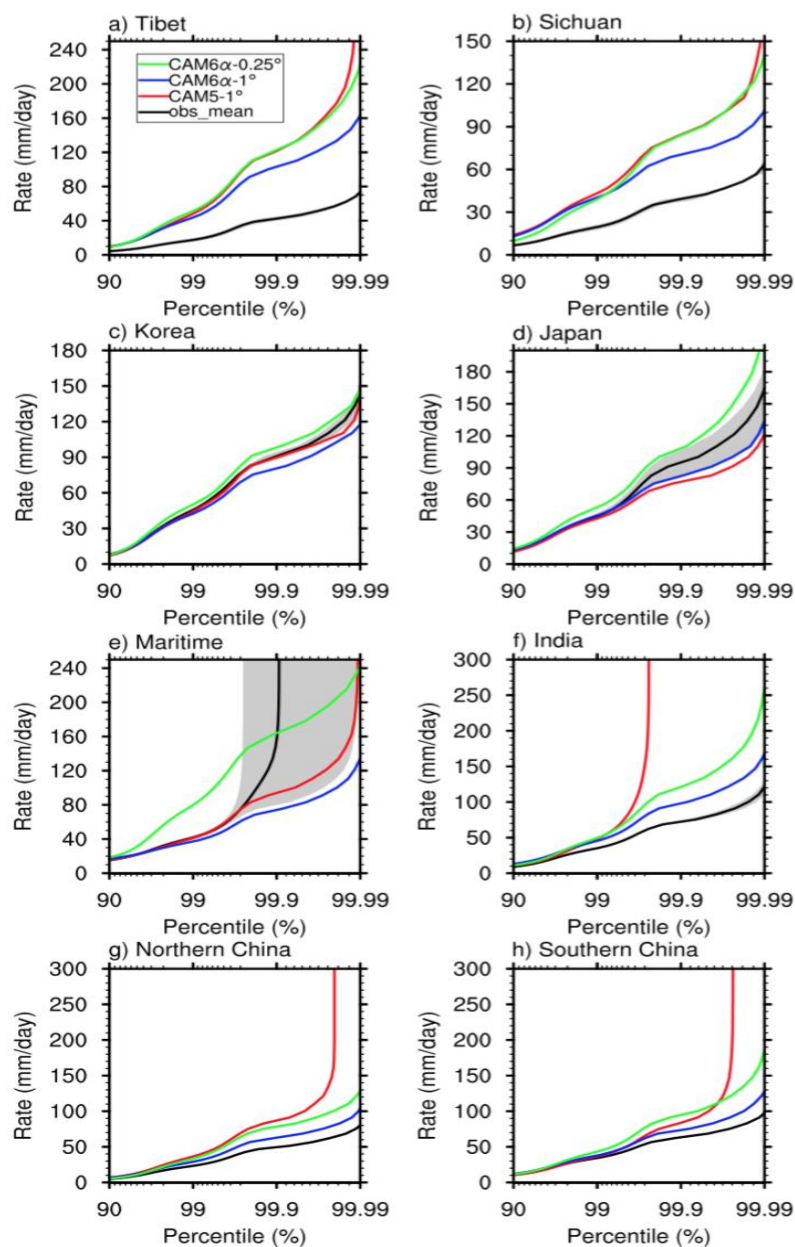 a) Tibet
240
200
160
120
80
40
0
Rate (mm/day)
CAM6α-0.25°
CAM6α-1°
CAM5-1°
obs_mean
90 99 99.9 99.99
Percentile (%)
b) Sichuan
150
120
90
60
30
0
Rate (mm/day)
90 99 99.9 99.99
Percentile (%)
c) Korea
180
150
120
90
60
30
0
Rate (mm/day)
90 99 99.9 99.99
Percentile (%)
d) Japan
180
150
120
90
60
30
0
Rate (mm/day)
90 99 99.9 99.99
Percentile (%)
e) Maritime
240
200
160
120
80
40
0
Rate (mm/day)
90 99 99.9 99.99
Percentile (%)
f) India
300
250
200
150
100
50
0
Rate (mm/day)
90 99 99.9 99.99
Percentile (%)
g) Northern China
300
250
200
150
100
50
0
Rate (mm/day)
90 99 99.9 99.99
Percentile (%)
h) Southern China
300
250
200
150
100
50
0
Rate (mm/day)
90 99 99.9 99.99
Percentile (%)